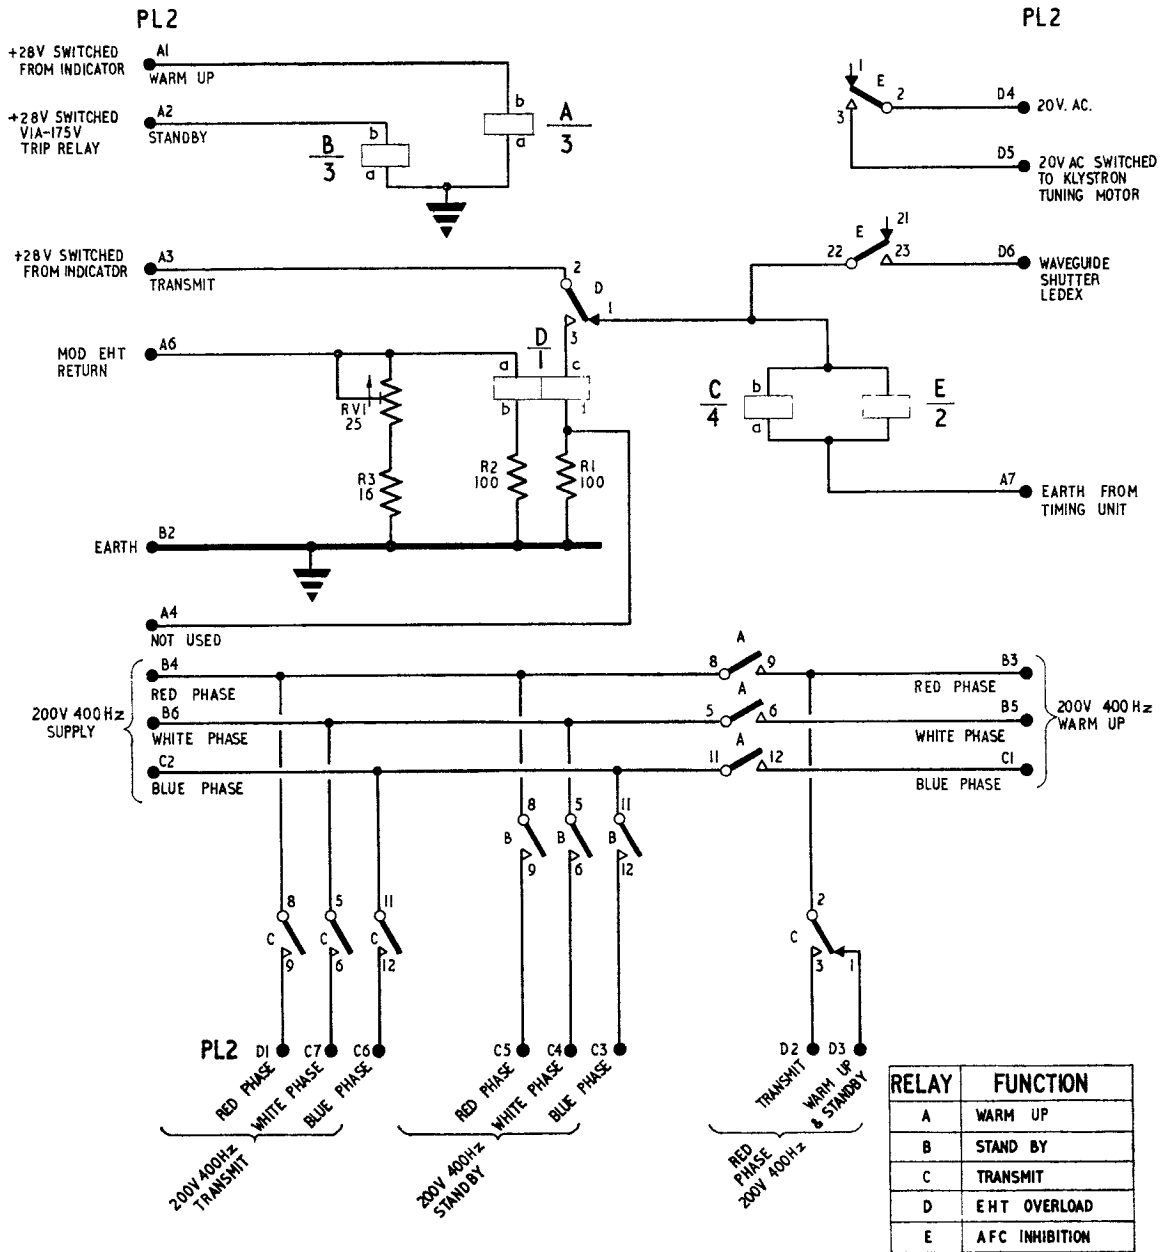 PL2
PL2
+28V SWITCHED
FROM INDICATOR
A1
WARM UP
+28V SWITCHED
VIA-175V
TRIP RELAY
A2
STANDBY
B
3
b
a
b
a
A
3
1
E
2
3
D4
20V. AC.
D5
20V AC SWITCHED
TO KLYSTRON
TUNING MOTOR
+28V SWITCHED
FROM INDICATOR
A3
TRANSMIT
2
D
1
3
E
21
22
23
D6
WAVEGUIDE
SHUTTER
LEDEX
MOD EHT
RETURN
A6
D
1
a
c
b
RV1
25
R3
16
R2
100
R1
100
C
4
b
a
E
2
A7
EARTH FROM
TIMING UNIT
EARTH
B2
A4
NOT USED
200V 400Hz
SUPPLY
B4
RED PHASE
B6
WHITE PHASE
C2
BLUE PHASE
A
8
9
A
5
6
A
11
12
B3
RED PHASE
B5
WHITE PHASE
C1
BLUE PHASE
200V 400Hz
WARM UP
8
B
9
5
B
6
11
B
12
8
C
9
5
C
6
11
C
12
2
C
3
1
PL2
D1
C7
C6
C5
C4
C3
D2
D3
RED PHASE
WHITE PHASE
BLUE PHASE
200V 400Hz
TRANSMIT
RED PHASE
WHITE PHASE
BLUE PHASE
200V 400Hz
STAND BY
TRANSMIT
WARM UP
& STANDBY
RED
PHASE
200V 400Hz
RELAY FUNCTION
A WARM UP
B STAND BY
C TRANSMIT
D EHT OVERLOAD
E AFC INHIBITION